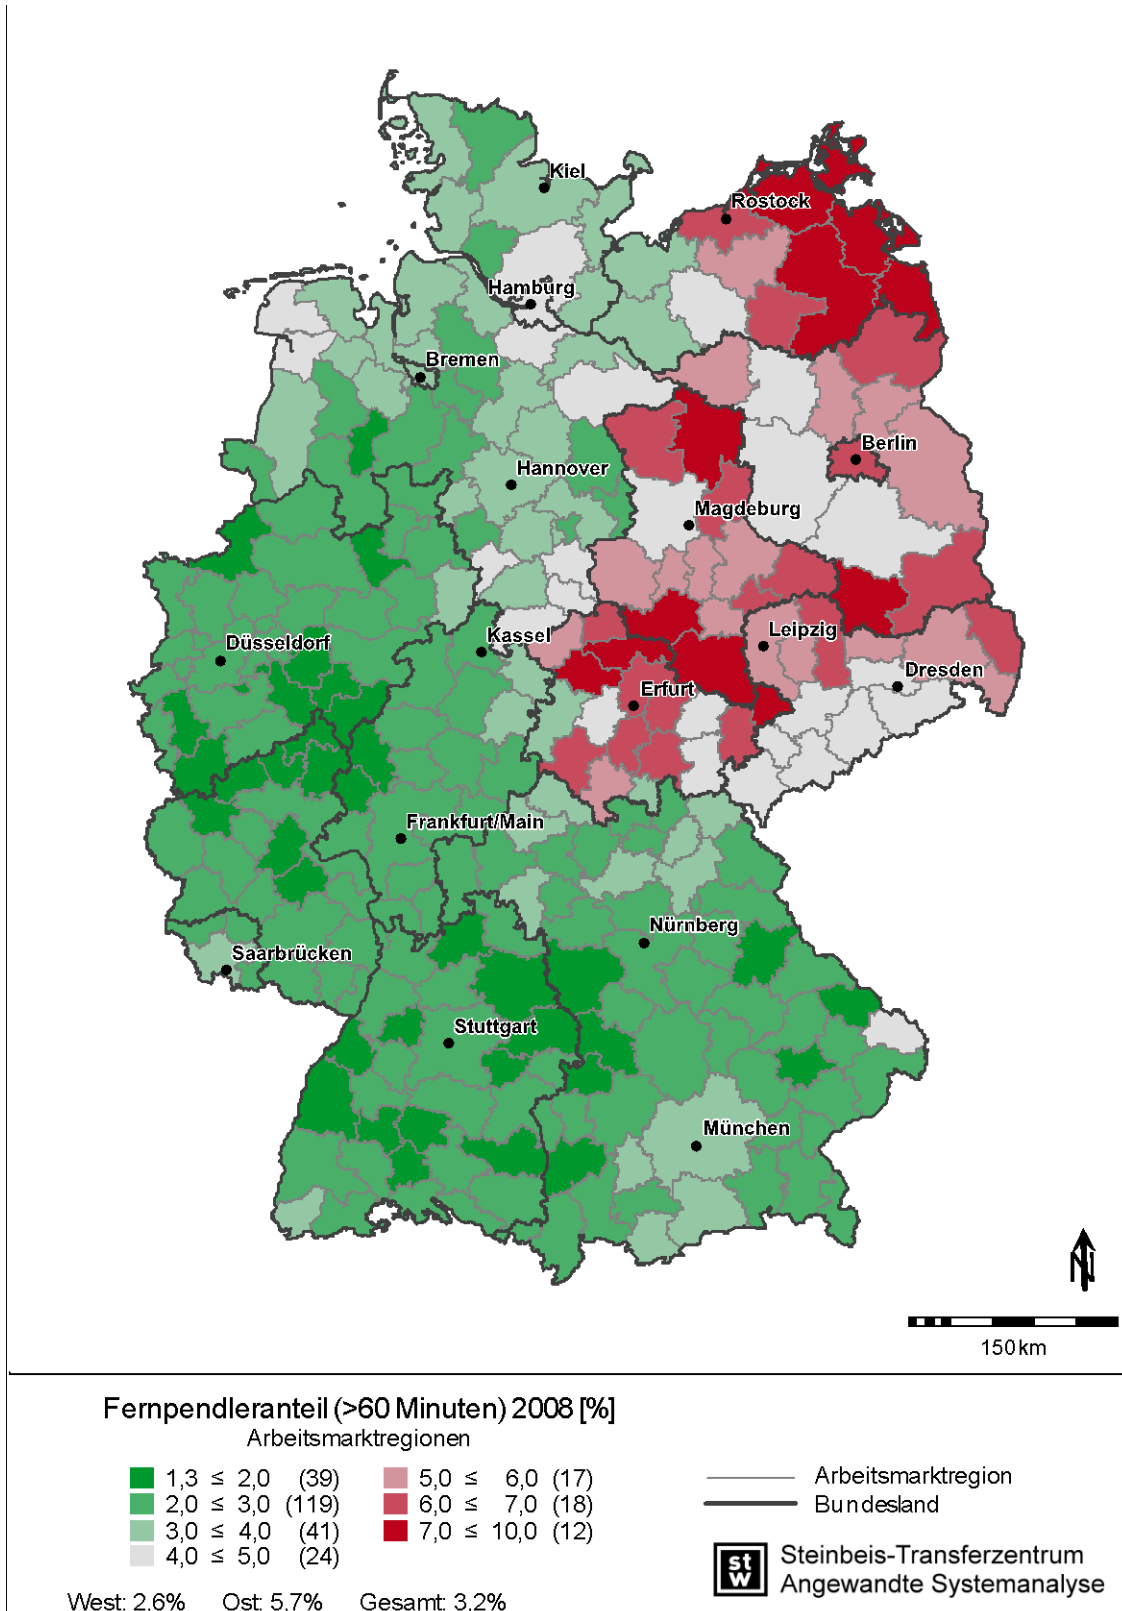 Kiel
Rostock
Hamburg
Bremen
Berlin
Hannover
Magdeburg
Düsseldorf
Kassel
Leipzig
Dresden
Erfurt
Frankfurt/Main
Nürnberg
Saarbrücken
Stuttgart
München
N
150 km
Fernpendleranteil (>60 Minuten) 2008 [%]
Arbeitsmarktregionen
1,3 ≤ 2,0 (39)
2,0 ≤ 3,0 (119)
3,0 ≤ 4,0 (41)
4,0 ≤ 5,0 (24)
5,0 ≤ 6,0 (17)
6,0 ≤ 7,0 (18)
7,0 ≤ 10,0 (12)
Arbeitsmarktregion
Bundesland
st
w
Steinbeis-Transferzentrum
Angewandte Systemanalyse
West: 2,6% Ost: 5,7% Gesamt: 3,2%